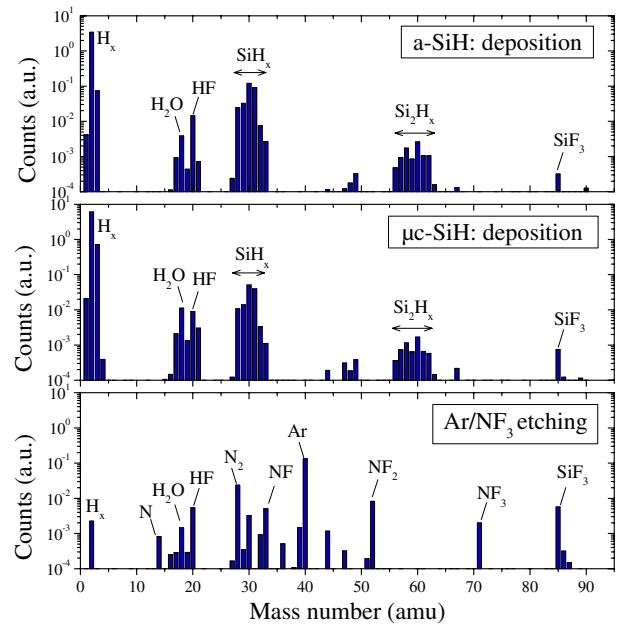 a-SiH: deposition
Counts (a.u.)
10¹
10⁰
10⁻¹
10⁻²
10⁻³
10⁻⁴
Hₓ
H₂O
HF
SiHₓ
Si₂Hₓ
SiF₃
μc-SiH: deposition
Counts (a.u.)
10¹
10⁰
10⁻¹
10⁻²
10⁻³
10⁻⁴
Hₓ
H₂O
HF
SiHₓ
Si₂Hₓ
SiF₃
Ar/NF₃ etching
Counts (a.u.)
10¹
10⁰
10⁻¹
10⁻²
10⁻³
10⁻⁴
Hₓ
N
H₂O
HF
N₂
NF
Ar
NF₂
NF₃
SiF₃
0 10 20 30 40 50 60 70 80 90
Mass number (amu)